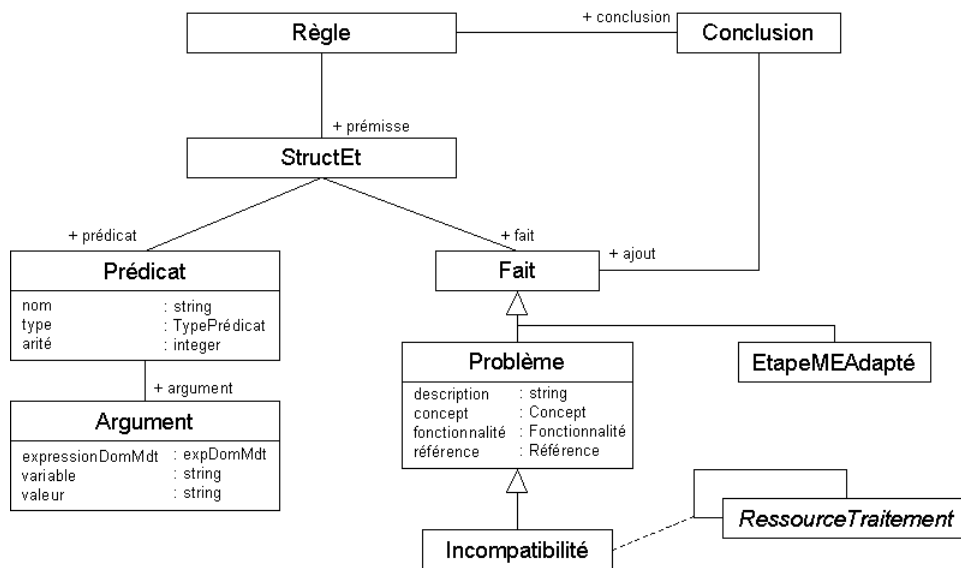 + conclusion
Règle
Conclusion
+ prémisse
StructEt
+ prédicat
+ fait
+ ajout
Prédicat
Fait
nom : string
type : TypePrédicat
arité : integer
Problème
EtapeMEAdapté
description : string
concept : Concept
fonctionnalité : Fonctionnalité
référence : Référence
+ argument
Argument
expressionDomMdt : expDomMdt
variable : string
valeur : string
RessourceTraitement
Incompatibilité